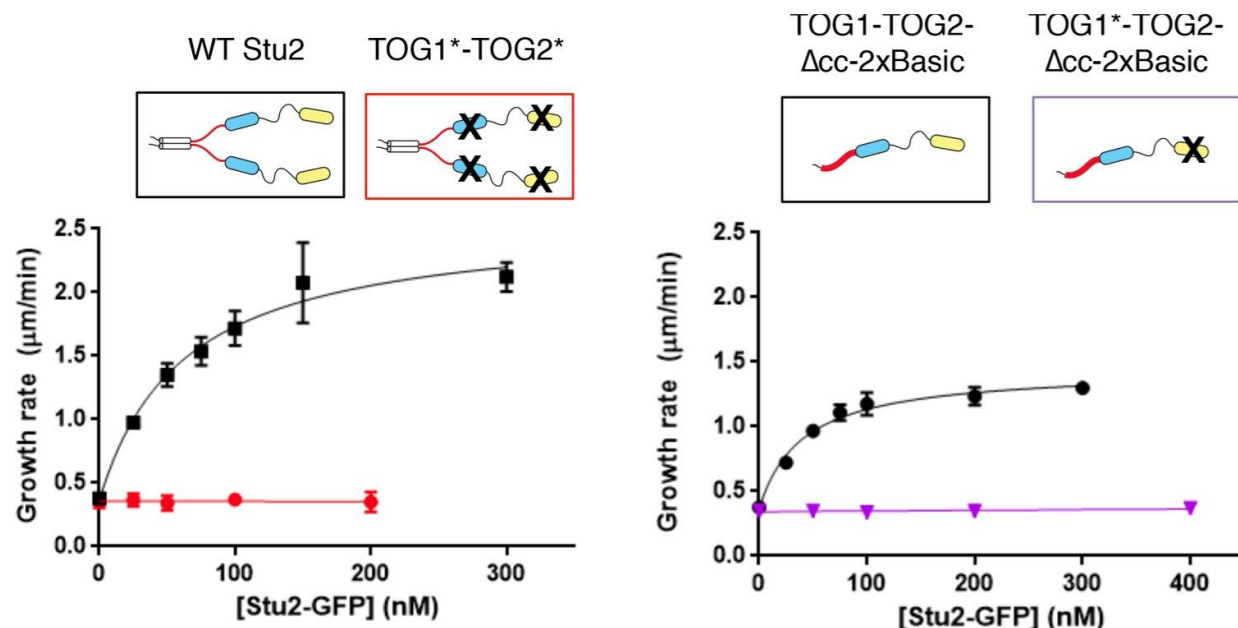 WT Stu2
TOG1*-TOG2*
X
X
X
X
2.5
2.0
1.5
1.0
0.5
0.0
Growth rate (μm/min)
0
100
200
300
[Stu2-GFP] (nM)
TOG1-TOG2-
Δcc-2xBasic
TOG1*-TOG2-
Δcc-2xBasic
X
2.5
2.0
1.5
1.0
0.5
0.0
Growth rate (μm/min)
0
100
200
300
400
[Stu2-GFP] (nM)